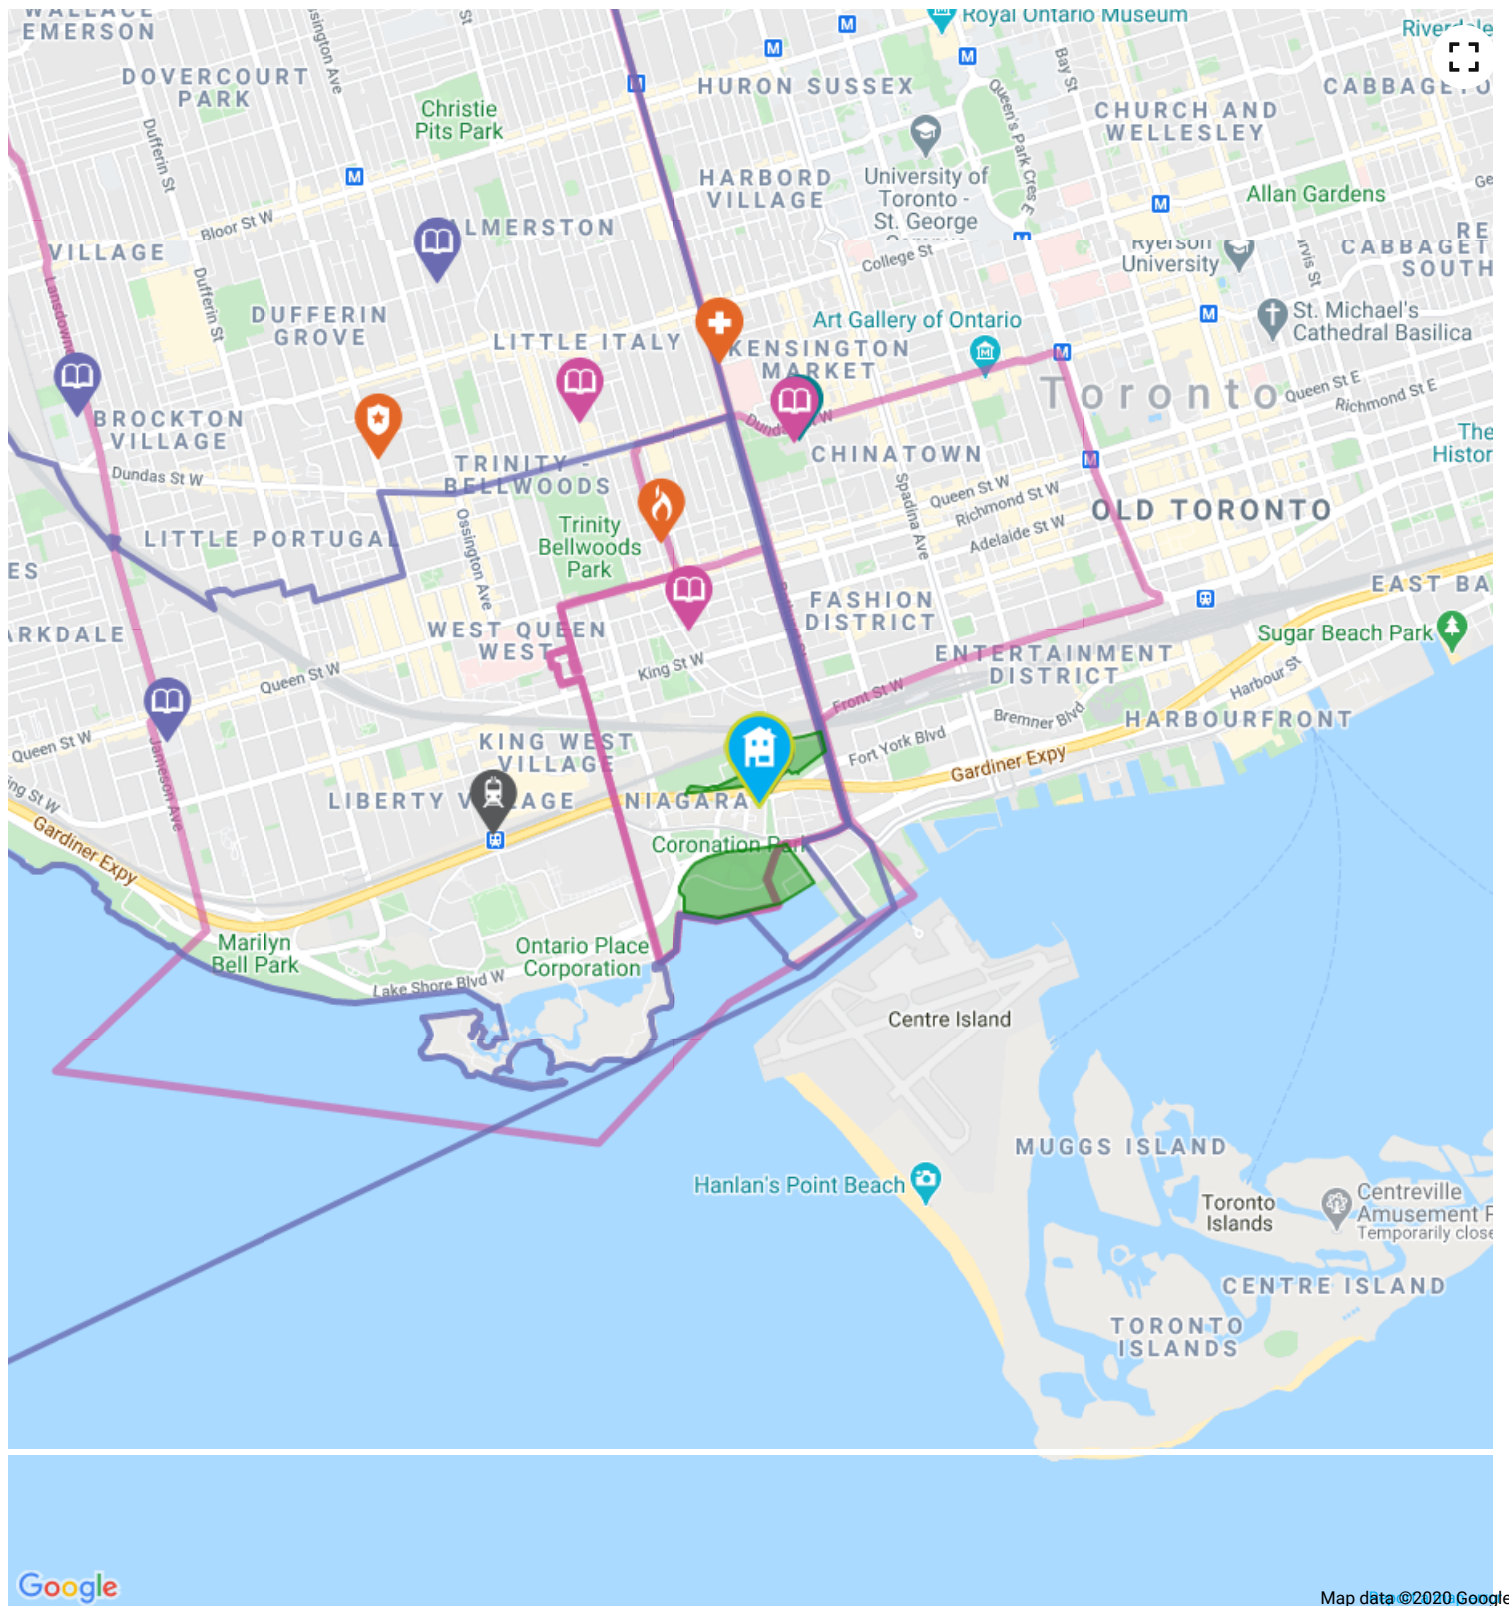 WALLACE
EMERSON
Royal Ontario Museum
DOVERCOURT
PARK
Christie
Pits Park
HURON SUSSEX
Bay St
CHURCH AND
WELLESLEY
Dufferin St
Queen's Park Cres E
HARBORD
VILLAGE
University of
Toronto -
St. George
Allan Gardens
Bloor St W
VILLAGE
College St
Ryerson
University
CABBAGET
SOUTH
Dufferin St
DUFFERIN
GROVE
LITTLE ITALY
KENSINGTON
MARKET
Art Gallery of Ontario
St. Michael's
Cathedral Basilica
Toronto
Queen St E
Richmond St E
BROCKTON
VILLAGE
Dundas St W
TRINITY -
BELLWOODS
CHINATOWN
The
Histor
Queen St W
Richmond St W
Adelaide St W
Spadina Ave
OLD TORONTO
Ossington Ave
LITTLE PORTUGAL
Trinity
Bellwoods
Park
FASHION
DISTRICT
EAST BA
Sugar Beach Park
WEST QUEEN
WEST
King St W
ENTERTAINMENT
DISTRICT
Queen St W
Front St W
Harbour St
Bremner Blvd
HARBOURFRONT
Queen St W
KING WEST
VILLAGE
Fort York Blvd
Gardiner Expy
Jameson Ave
NIAGARA
Gardiner Expy
Coronation Park
Marilyn
Bell Park
Ontario Place
Corporation
Lake Shore Blvd W
Centre Island
MUGGS ISLAND
Hanlan's Point Beach
Toronto
Islands
Centreville
Amusement P
Temporarily close
CENTRE ISLAND
TORONTO
ISLANDS
Google
Map data ©2020 Google